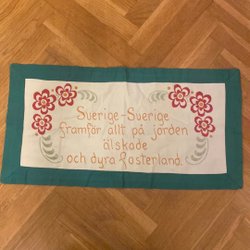 Sverige-Sverige
framför allt på jorden
älskade
och dyra fosterland.